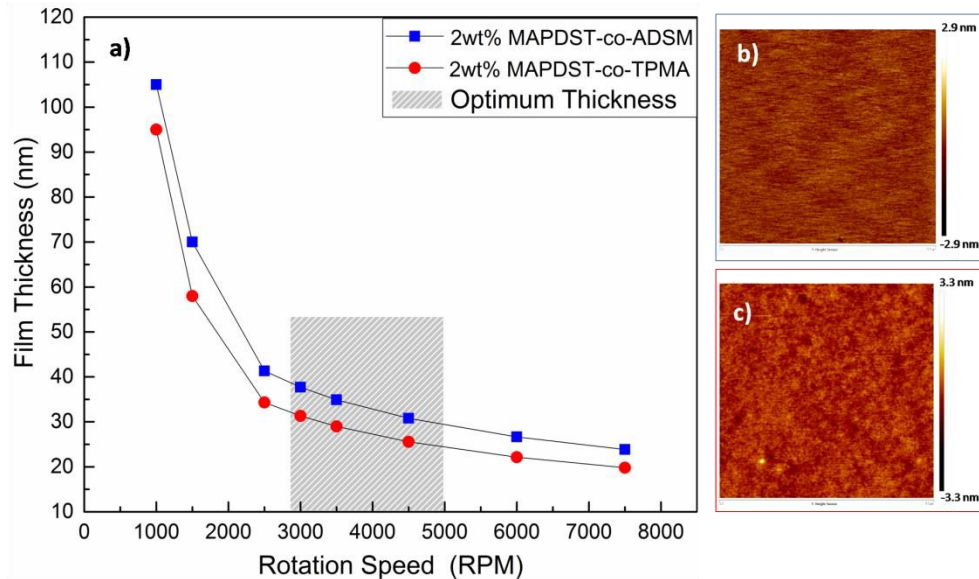 a)
2wt% MAPDST-co-ADSM
2wt% MAPDST-co-TPMA
Optimum Thickness
Film Thickness (nm)
120
110
100
90
80
70
60
50
40
30
20
10
0 1000 2000 3000 4000 5000 6000 7000 8000
Rotation Speed (RPM)
b)
2.9 nm
-2.9 nm
c)
3.3 nm
-3.3 nm